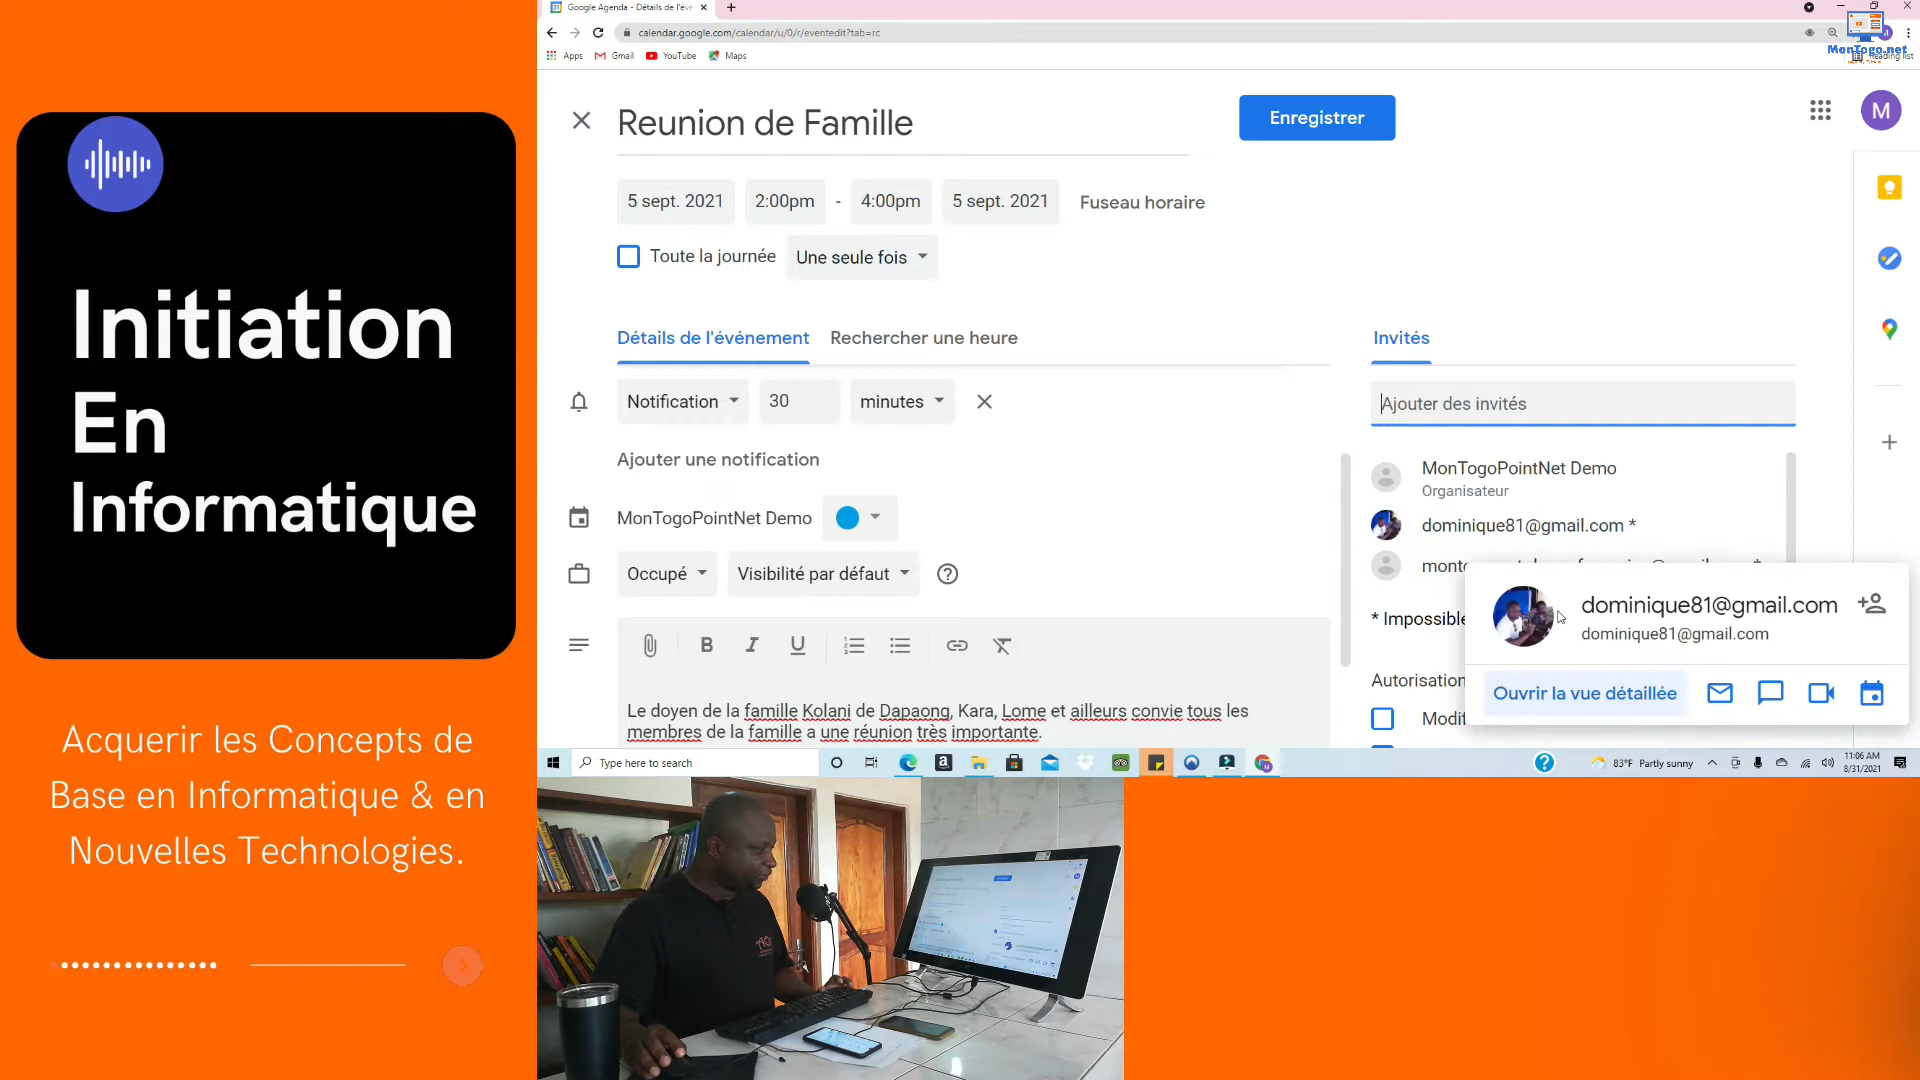 Initiation
En
Informatique
Acquerir les Concepts de
Base en Informatique & en
Nouvelles Technologies.
Google Agenda - Détails de l'éve
calendar.google.com/calendar/u/0/r/eventedit?tab=rc
Apps Gmail YouTube Maps
Reading list
MonTogo.net
Reunion de Famille
Enregistrer
M
5 sept. 2021 2:00pm - 4:00pm 5 sept. 2021 Fuseau horaire
Toute la journée Une seule fois
Détails de l'événement Rechercher une heure
Notification 30 minutes
Ajouter une notification
MonTogoPointNet Demo
Occupé Visibilité par défaut
B I U
Le doyen de la famille Kolani de Dapaong, Kara, Lome et ailleurs convie tous les
membres de la famille a une réunion très importante.
Invités
Ajouter des invités
MonTogoPointNet Demo
Organisateur
dominique81@gmail.com *
* Impossible
Autorisation
Modif
dominique81@gmail.com
dominique81@gmail.com
Ouvrir la vue détaillée
Type here to search
83°F Partly sunny
11:06 AM
8/31/2021